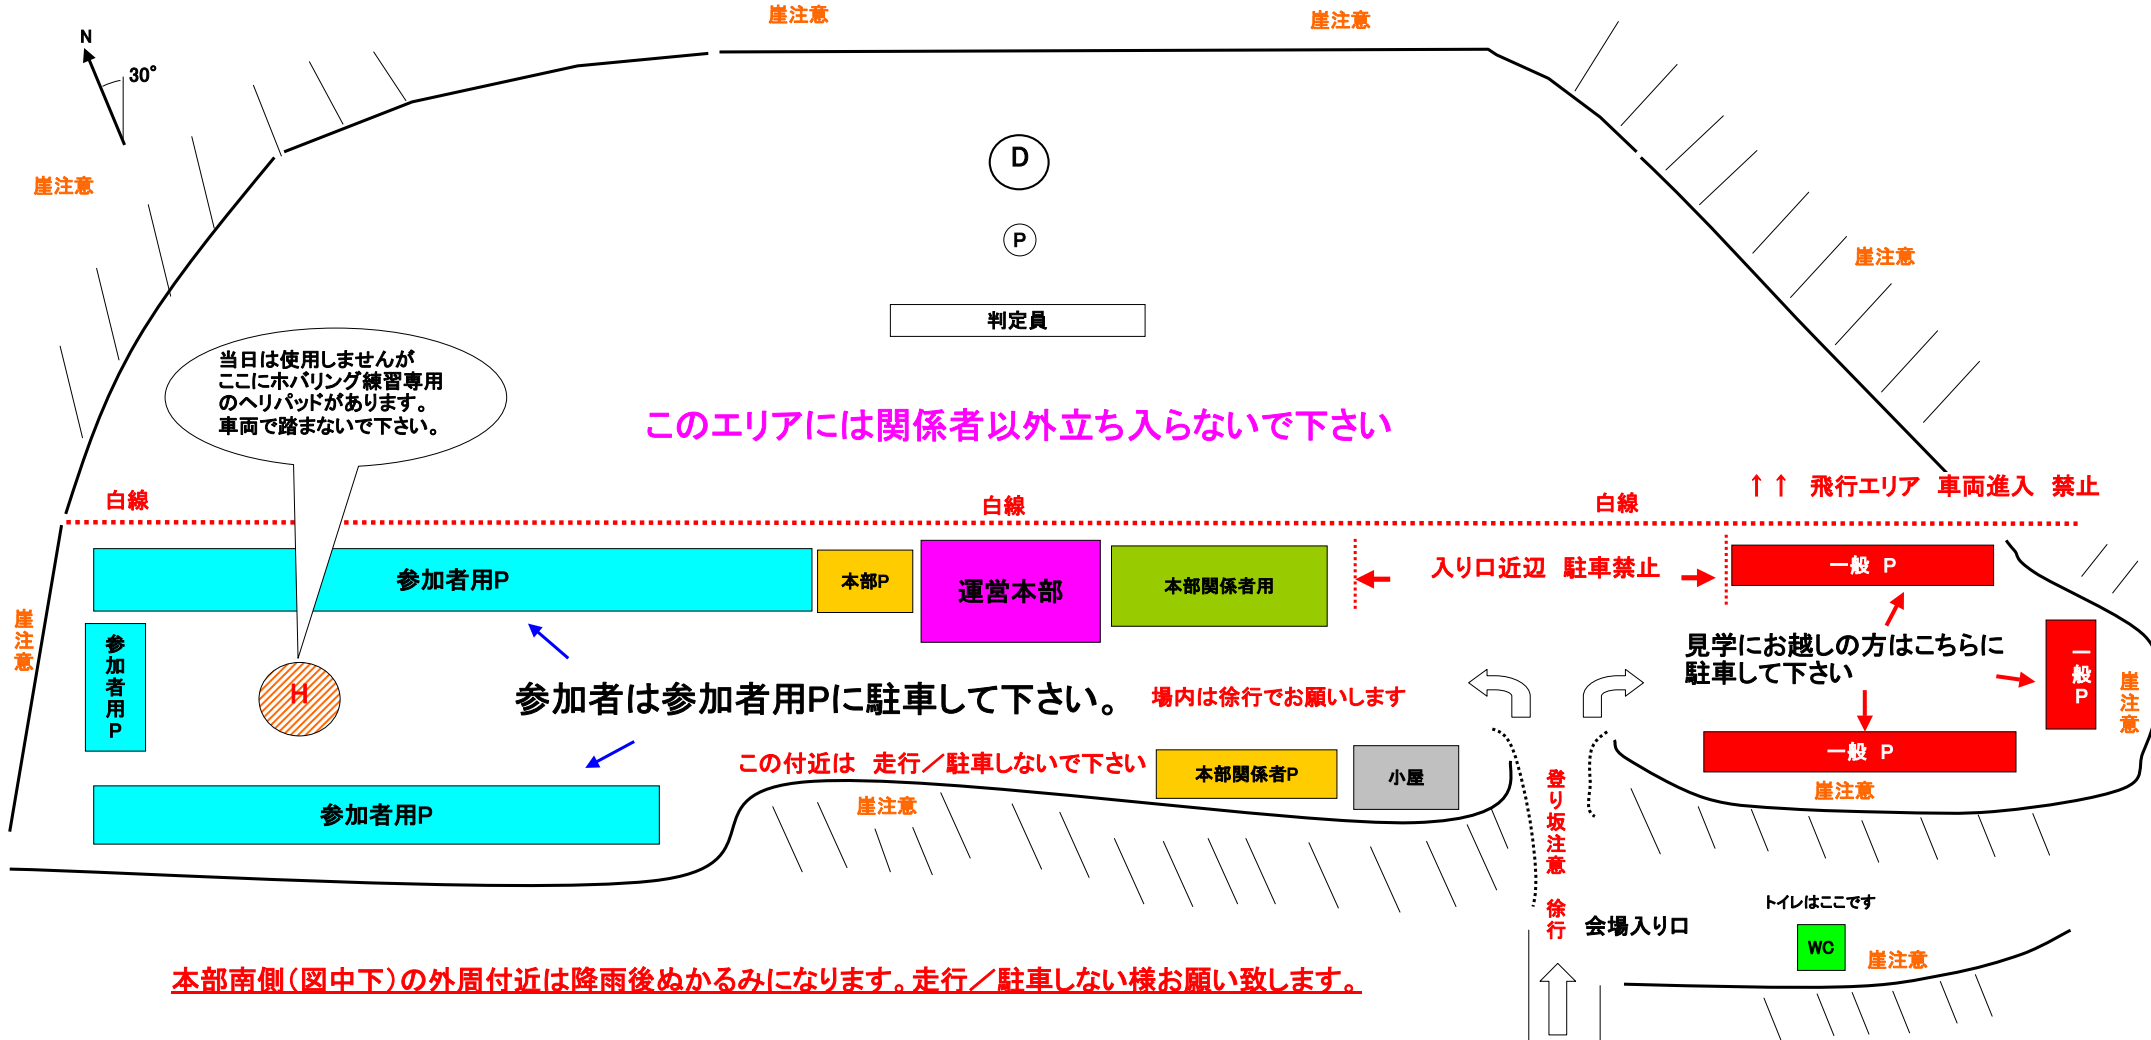 崖注意
崖注意
N
30°
崖注意
D
P
崖注意
判定員
当日は使用しませんが
ここにホバリング練習専用
のヘリパッドがあります。
車両で踏まないで下さい。
このエリアには関係者以外立ち入らないで下さい
↑ ↑ 飛行エリア 車両進入 禁止
白線
白線
白線
参加者用P
本部P
運営本部
本部関係者用
入り口近辺 駐車禁止
一般 P
崖注意
参加者用P
H
見学にお越しの方はこちらに
駐車して下さい
一般P
崖注意
参加者は参加者用Pに駐車して下さい。
場内は徐行でお願いします
この付近は 走行／駐車しないで下さい
本部関係者P
小屋
一般 P
崖注意
崖注意
参加者用P
登り坂注意 徐行
会場入り口
トイレはここです
WC
崖注意
本部南側（図中下）の外周付近は降雨後ぬかるみになります。走行／駐車しない様お願い致します。